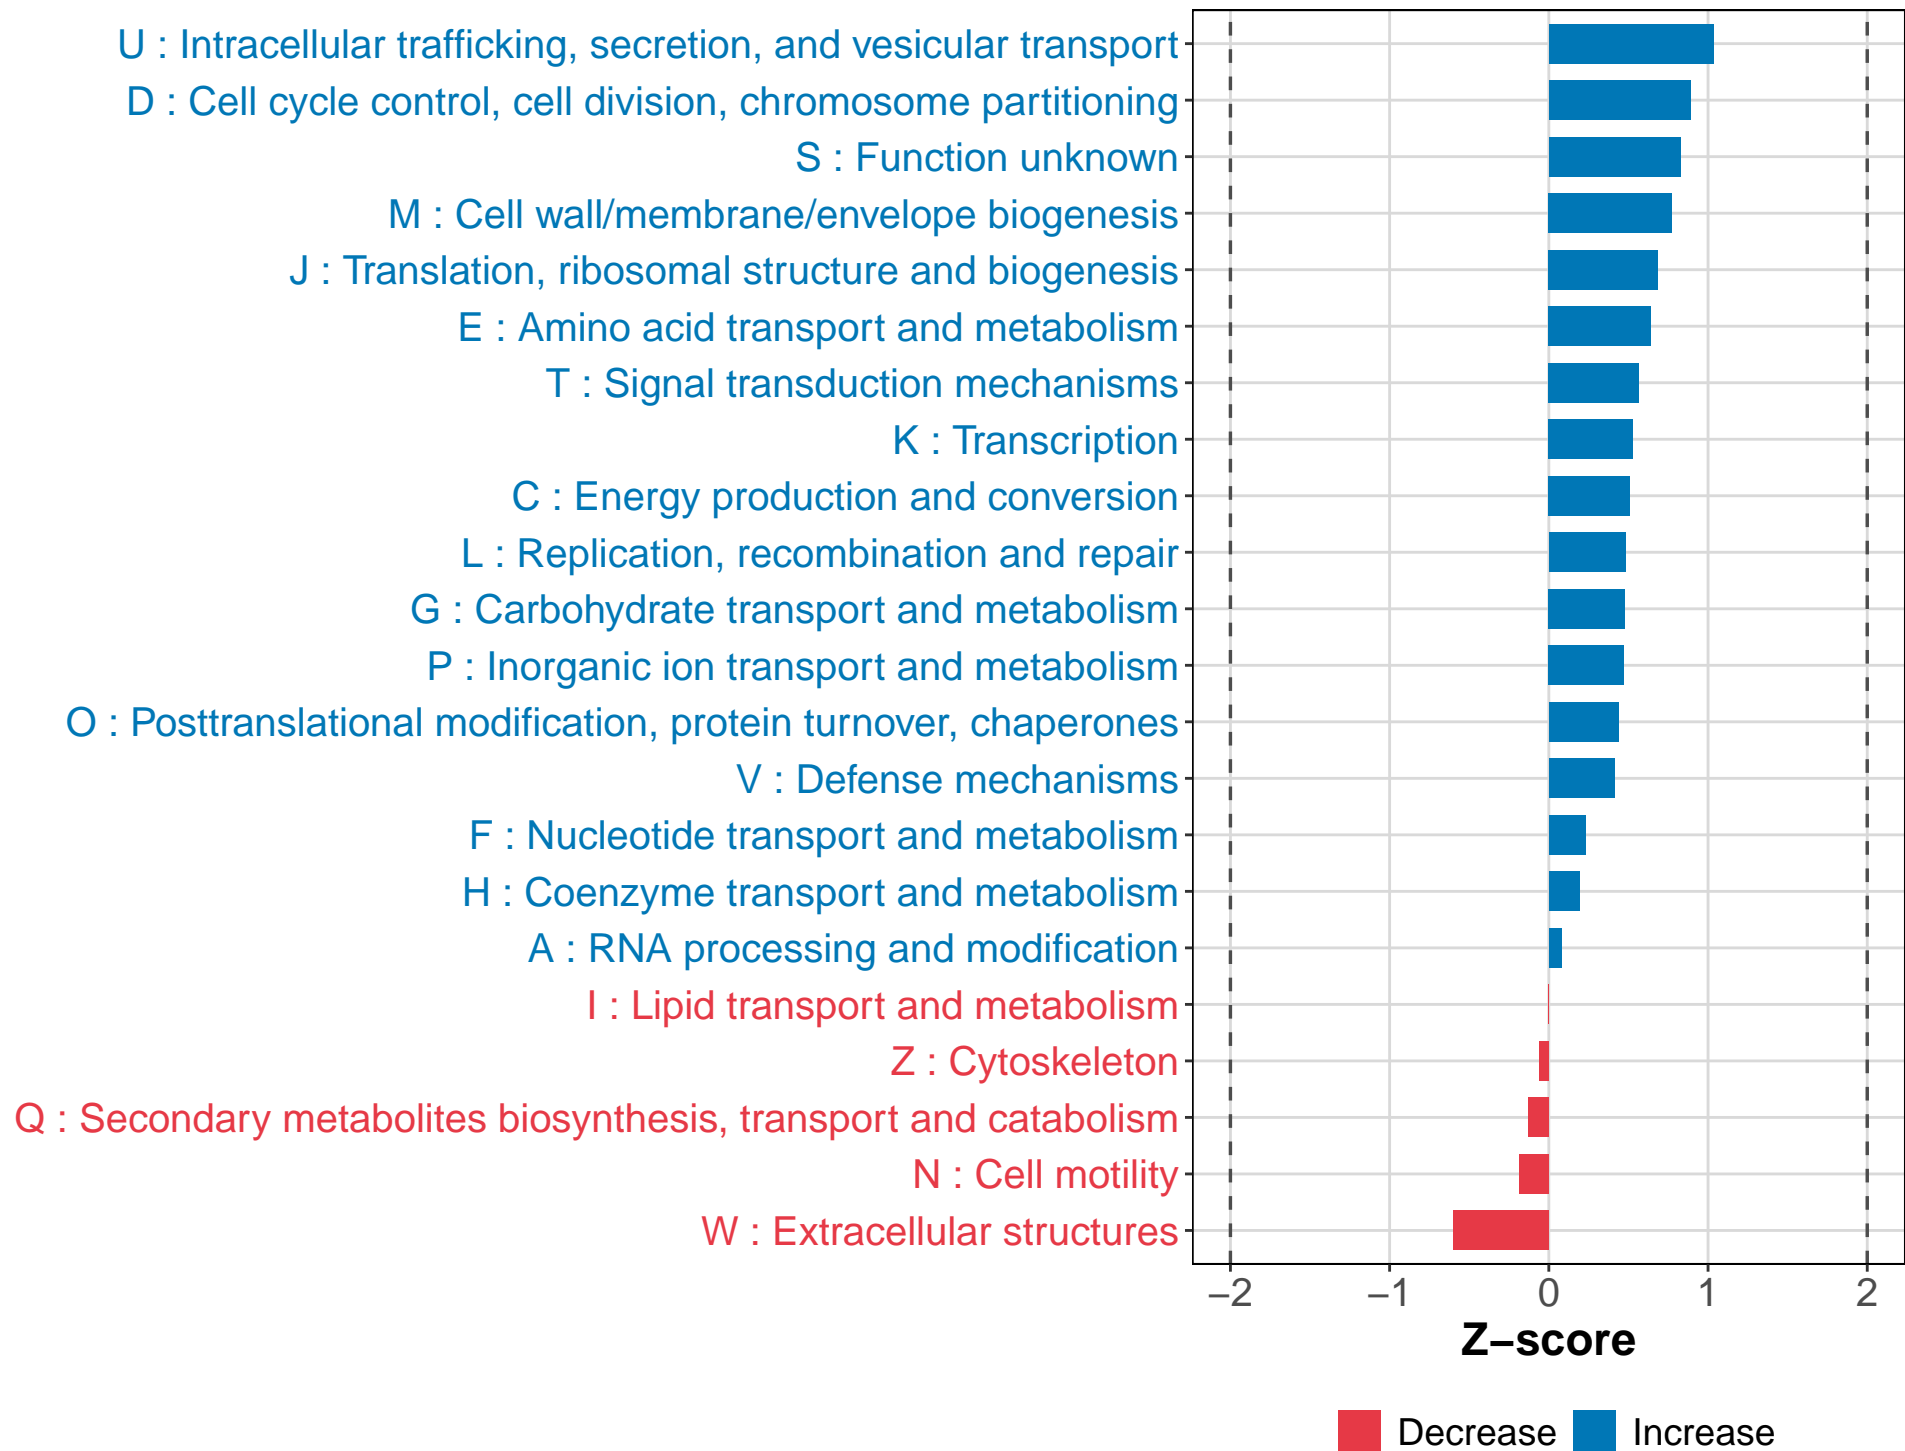 U : Intracellular trafficking, secretion, and vesicular transport
D : Cell cycle control, cell division, chromosome partitioning
S : Function unknown
M : Cell wall/membrane/envelope biogenesis
J : Translation, ribosomal structure and biogenesis
E : Amino acid transport and metabolism
T : Signal transduction mechanisms
K : Transcription
C : Energy production and conversion
L : Replication, recombination and repair
G : Carbohydrate transport and metabolism
P : Inorganic ion transport and metabolism
O : Posttranslational modification, protein turnover, chaperones
V : Defense mechanisms
F : Nucleotide transport and metabolism
H : Coenzyme transport and metabolism
A : RNA processing and modification
I : Lipid transport and metabolism
Z : Cytoskeleton
Q : Secondary metabolites biosynthesis, transport and catabolism
N : Cell motility
W : Extracellular structures
−2 −1 0 1 2
Z−score
Decrease Increase